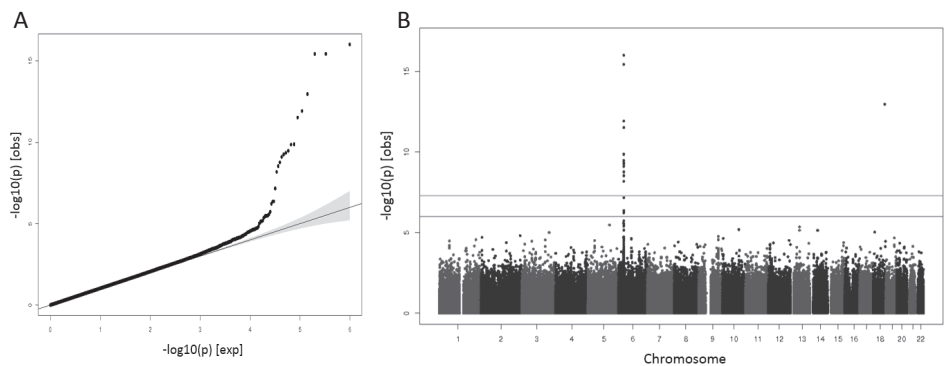 A
-log10(p) [obs]
15
10
5
0
0 1 2 3 4 5 6
-log10(p) [exp]
B
-log10(p) [obs]
15
10
5
0
1 2 3 4 5 6 7 8 9 10 11 12 13 14 15 16 18 20 22
Chromosome